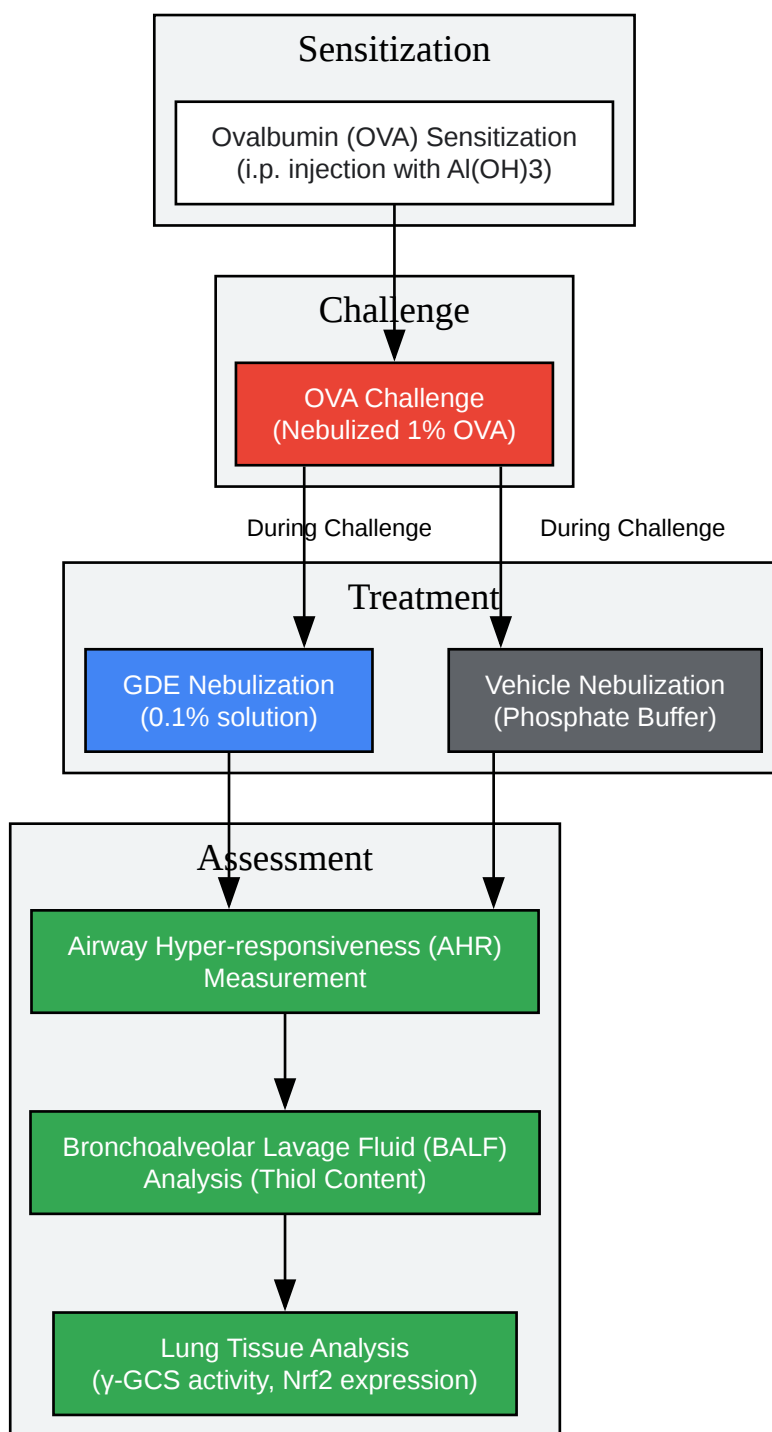 Sensitization
Ovalbumin (OVA) Sensitization
(i.p. injection with Al(OH)3)
Challenge
OVA Challenge
(Nebulized 1% OVA)
During Challenge
During Challenge
Treatment
GDE Nebulization
(0.1% solution)
Vehicle Nebulization
(Phosphate Buffer)
Assessment
Airway Hyper-responsiveness (AHR)
Measurement
Bronchoalveolar Lavage Fluid (BALF)
Analysis (Thiol Content)
Lung Tissue Analysis
(γ-GCS activity, Nrf2 expression)